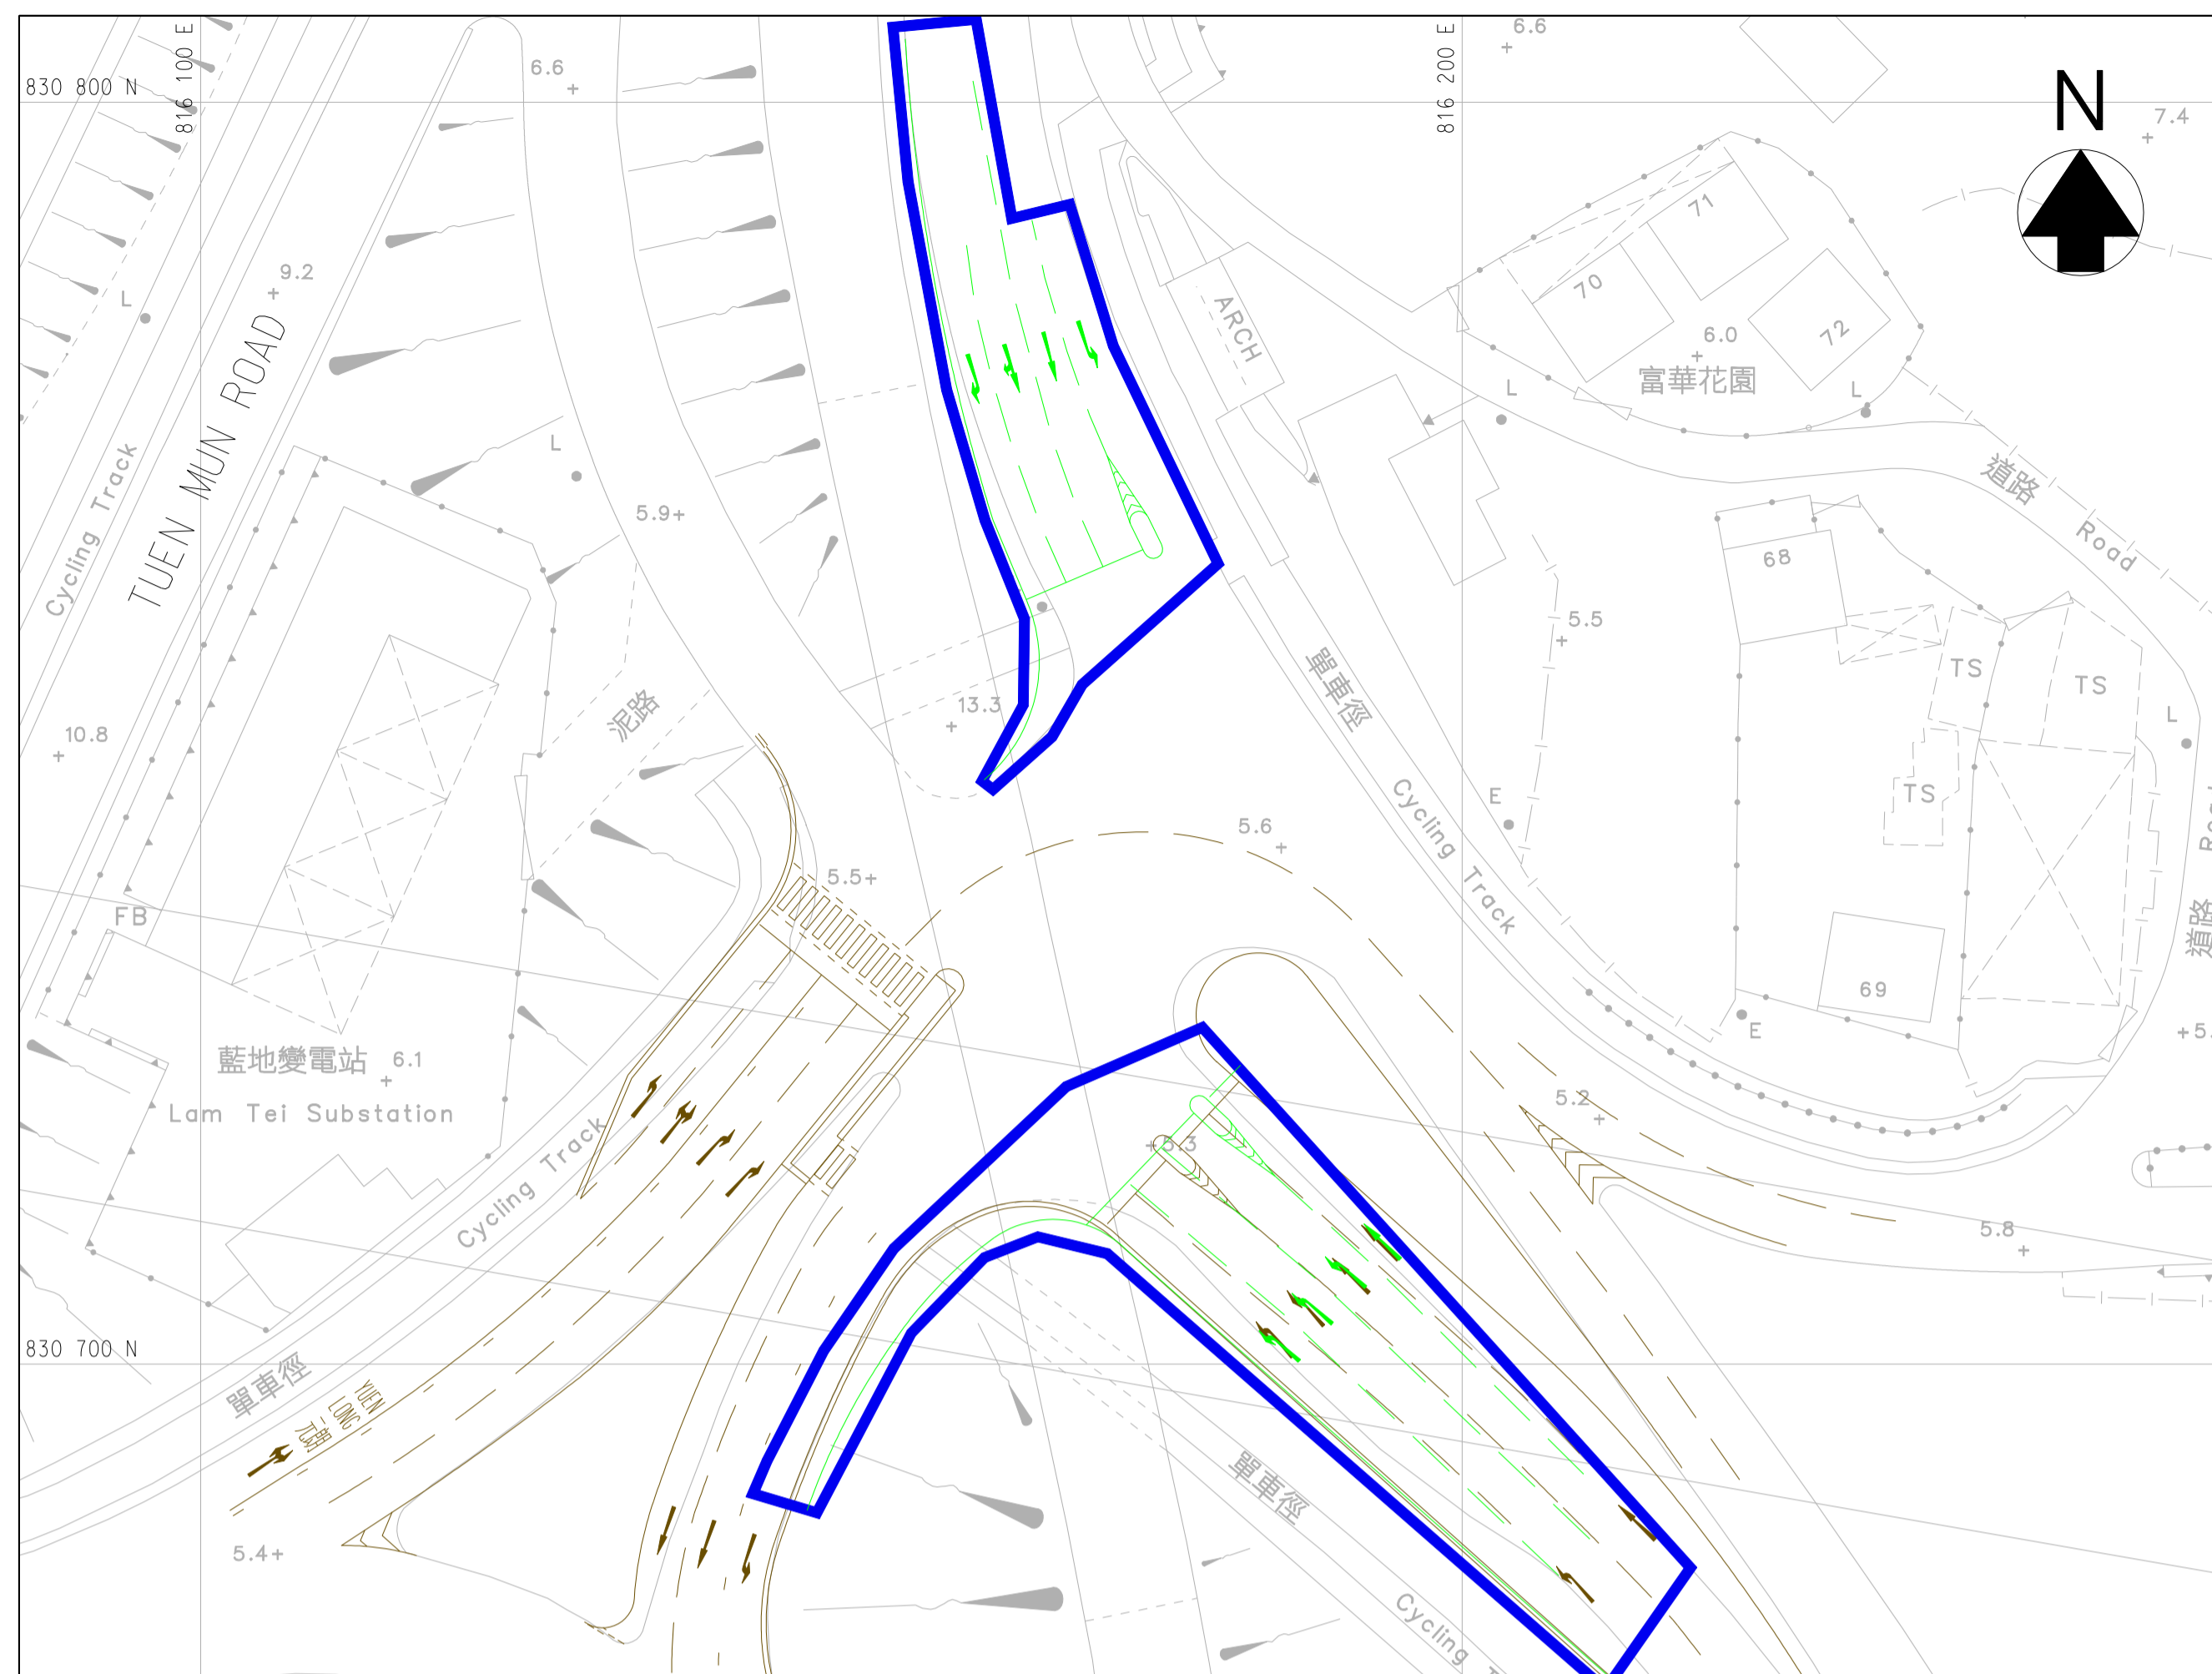 816 100 E
816 200 E
6.6
N
830 800 N
6.6
7.4
71
9.2
70
L
ARCH
6.0
72
富華花園
L
L
L
TUEN MUN ROAD
Cycling Track
道路
Road
5.9+
68
5.5
單車徑
TS
TS
泥路
13.3
10.8
L
Cycling Track
E
TS
5.6
5.5+
FB
道路
69
E
藍地變電站
6.1
Lam Tei Substation
5.2
+5.3
Cycling Track
5.8
830 700 N
單車徑
YUEN
LONG
元朗
單車徑
5.4+
Cycling